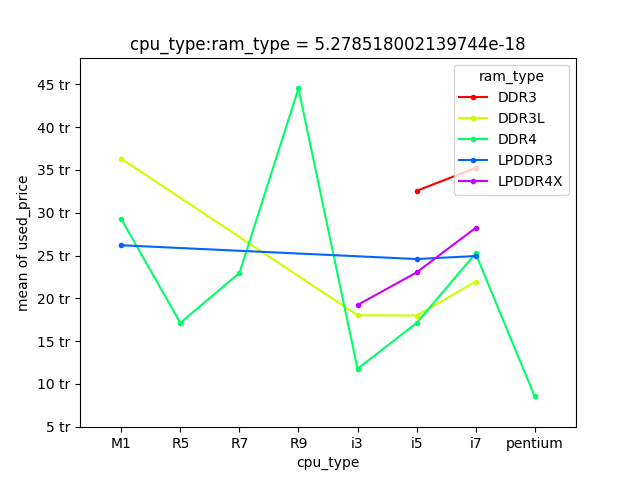 cpu_type:ram_type = 5.278518002139744e-18
ram_type
DDR3
DDR3L
DDR4
LPDDR3
LPDDR4X
45 tr
40 tr
35 tr
30 tr
25 tr
20 tr
15 tr
10 tr
5 tr
mean of used_price
M1 R5 R7 R9 i3 i5 i7 pentium
cpu_type